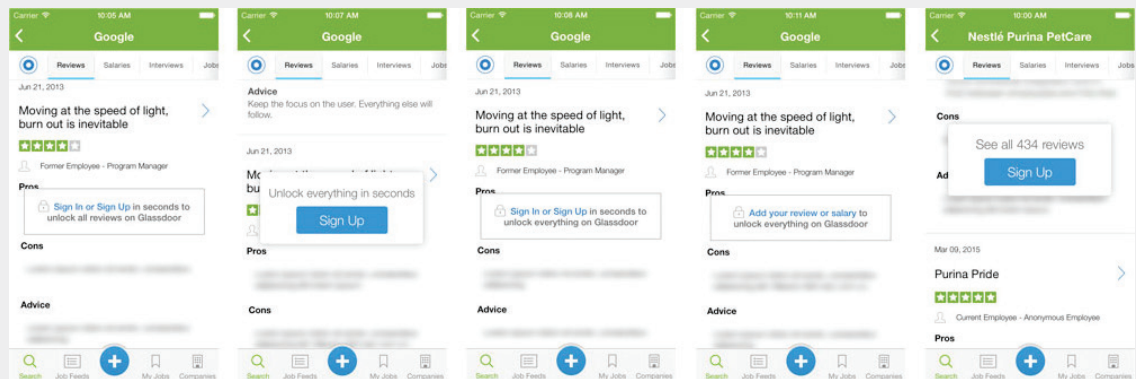 Carrier 10:05 AM
Google
Reviews Salaries Interviews Jobs
Jun 21, 2013
Moving at the speed of light,
burn out is inevitable
Former Employee - Program Manager
Pros
Sign In or Sign Up in seconds to
unlock all reviews on Glassdoor
Cons
Advice
Search Job Feeds My Jobs Companies
Carrier 10:07 AM
Google
Reviews Salaries Interviews Jobs
Advice
Keep the focus on the user. Everything else will
follow.
Jun 21, 2013
Unlock everything in seconds
Sign Up
Pros
Cons
Search Job Feeds My Jobs Companies
Carrier 10:08 AM
Google
Reviews Salaries Interviews Jobs
Jun 21, 2013
Moving at the speed of light,
burn out is inevitable
Former Employee - Program Manager
Pros
Sign In or Sign Up in seconds to
unlock everything on Glassdoor
Cons
Advice
Search Job Feeds My Jobs Companies
Carrier 10:11 AM
Google
Reviews Salaries Interviews Jobs
Jun 21, 2013
Moving at the speed of light,
burn out is inevitable
Former Employee - Program Manager
Pros
Add your review or salary to
unlock everything on Glassdoor
Cons
Advice
Search Job Feeds My Jobs Companies
Carrier 10:00 AM
Nestlé Purina PetCare
Reviews Salaries Interviews Jobs
Cons
See all 434 reviews
Ad
Sign Up
Mar 09, 2015
Purina Pride
Current Employee - Anonymous Employee
Pros
Search Job Feeds My Jobs Companies